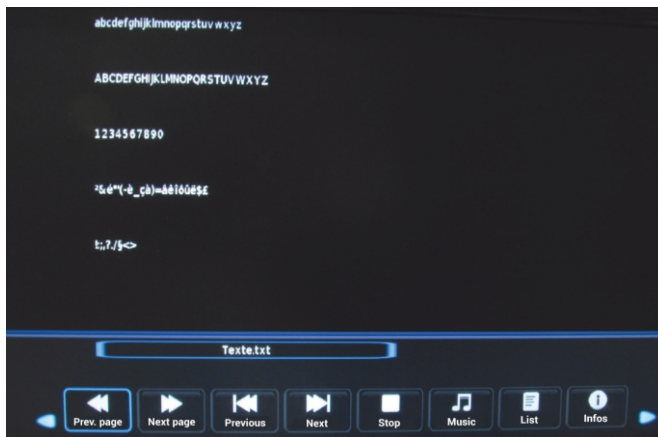 abcdefghijklmnopqrstuvwxyz
ABCDEFGHIJKLMNOPQRSTUVWXYZ
1234567890
²&é"'(-è_çà)=âêîôûë$£
!:;,?./§<>
Texte.txt
Prev. page Next page Previous Next Stop Music List Infos